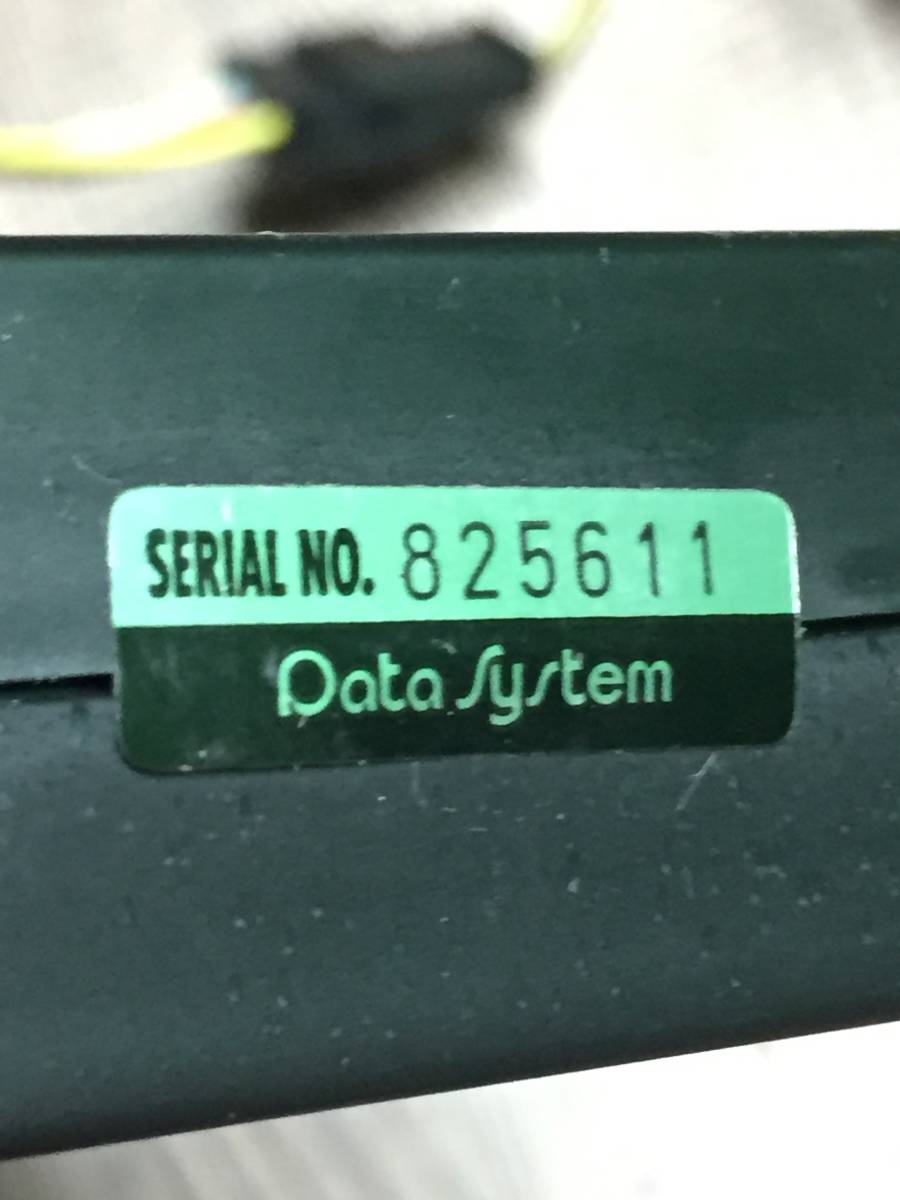 SERIAL NO. 825611
Data System